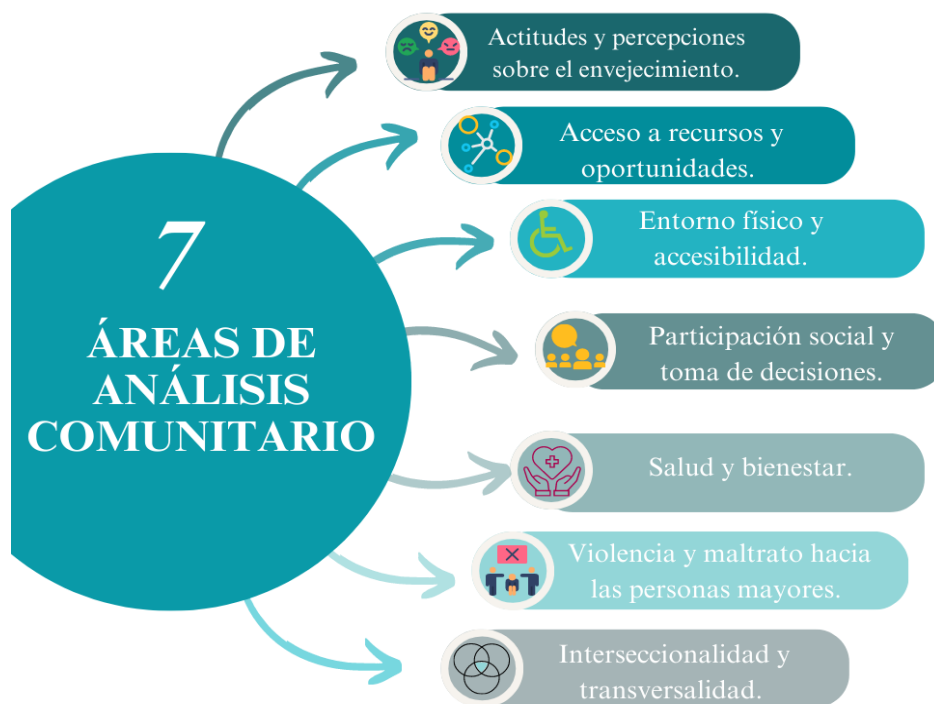 7
ÁREAS DE
ANÁLISIS
COMUNITARIO
Actitudes y percepciones
sobre el envejecimiento.
Acceso a recursos y
oportunidades.
Entorno físico y
accesibilidad.
Participación social y
toma de decisiones.
Salud y bienestar.
Violencia y maltrato hacia
las personas mayores.
Interseccionalidad y
transversalidad.